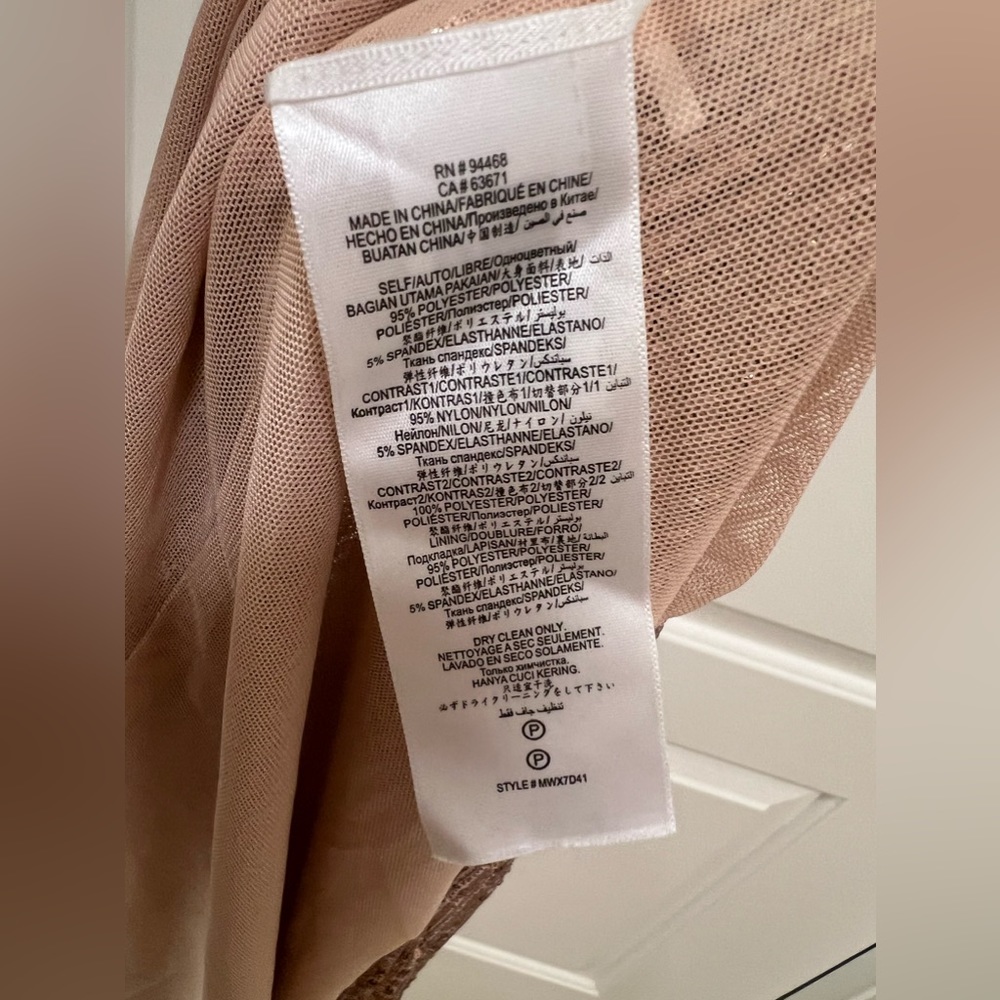 RN # 94468
CA # 63671
MADE IN CHINA/FABRIQUÉ EN CHINE/
HECHO EN CHINA/Произведено в Китае/
BUATAN CHINA/中国制造/ صنع في الصين
SELF/AUTO/LIBRE/Одноцветный/
BAGIAN UTAMA PAKAIAN/大身面料/表地/ الذات
95% POLYESTER/POLYESTER/
POLIÉSTER/Полиэстер/POLIESTER/
聚酯纤维/ポリエステル/ بوليستر
5% SPANDEX/ELASTHANNE/ELASTANO/
Ткань спандекс/SPANDEKS/
弹性纤维/ポリウレタン/سباندكس
CONTRAST1/CONTRASTE1/CONTRASTE1/
Контраст1/KONTRAS1/撞色布1/切替部分1/1 التباين
95% NYLON/NYLON/NILON/
Нейлон/NILON/尼龙/ナイロン/ نيلون
5% SPANDEX/ELASTHANNE/ELASTANO/
Ткань спандекс/SPANDEKS/
弹性纤维/ポリウレタン/سباندكس
CONTRAST2/CONTRASTE2/CONTRASTE2/
Контраст2/KONTRAS2/撞色布2/切替部分2/2 التباين
100% POLYESTER/POLYESTER/
POLIÉSTER/Полиэстер/POLIESTER/
聚酯纤维/ポリエステル/ بوليستر
LINING/DOUBLURE/FORRO/
Подкладка/LAPISAN/村里布/裏地/ البطانة
95% POLYESTER/POLYESTER/
POLIÉSTER/Полиэстер/POLIESTER/
聚酯纤维/ポリエステル/ بوليستر
5% SPANDEX/ELASTHANNE/ELASTANO/
Ткань спандекс/SPANDEKS/
弹性纤维/ポリウレタン/سباندكس
DRY CLEAN ONLY.
NETTOYAGE A SEC SEULEMENT.
LAVADO EN SECO SOLAMENTE.
Только химчистка.
HANYA CUCI KERING.
只适宜干洗
必ずドライクリーニングをして下さい
تنظيف جاف فقط
P
P
STYLE # MWX7D41